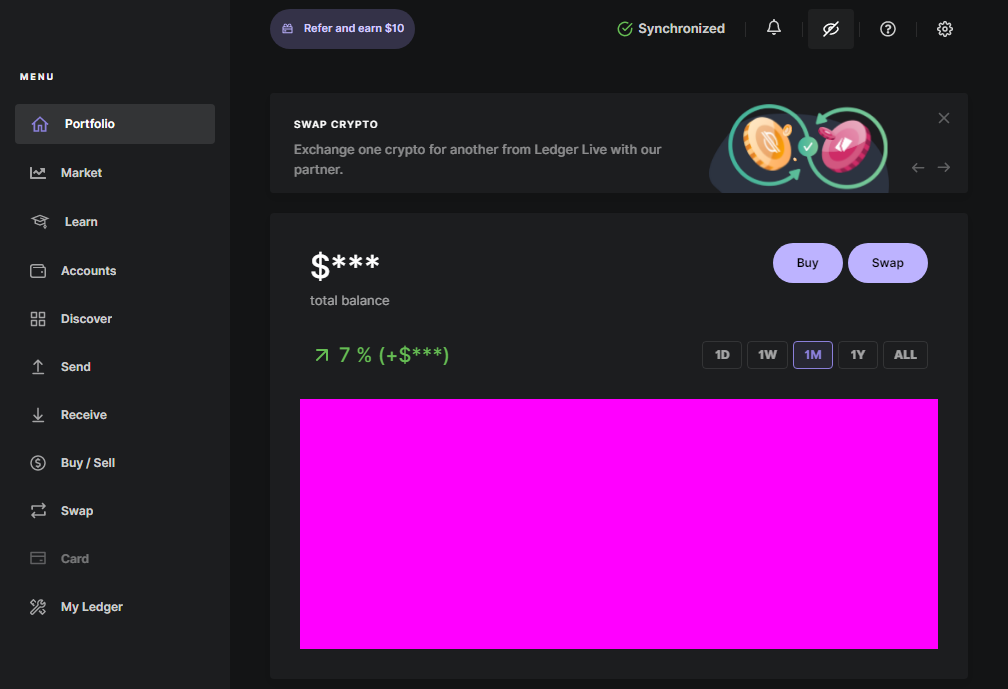 Refer and earn $10
Synchronized
MENU
Portfolio
Market
Learn
Accounts
Discover
Send
Receive
Buy / Sell
Swap
Card
My Ledger
SWAP CRYPTO
Exchange one crypto for another from Ledger Live with our
partner.
$***
total balance
Buy
Swap
7 % (+$***)
1D
1W
1M
1Y
ALL